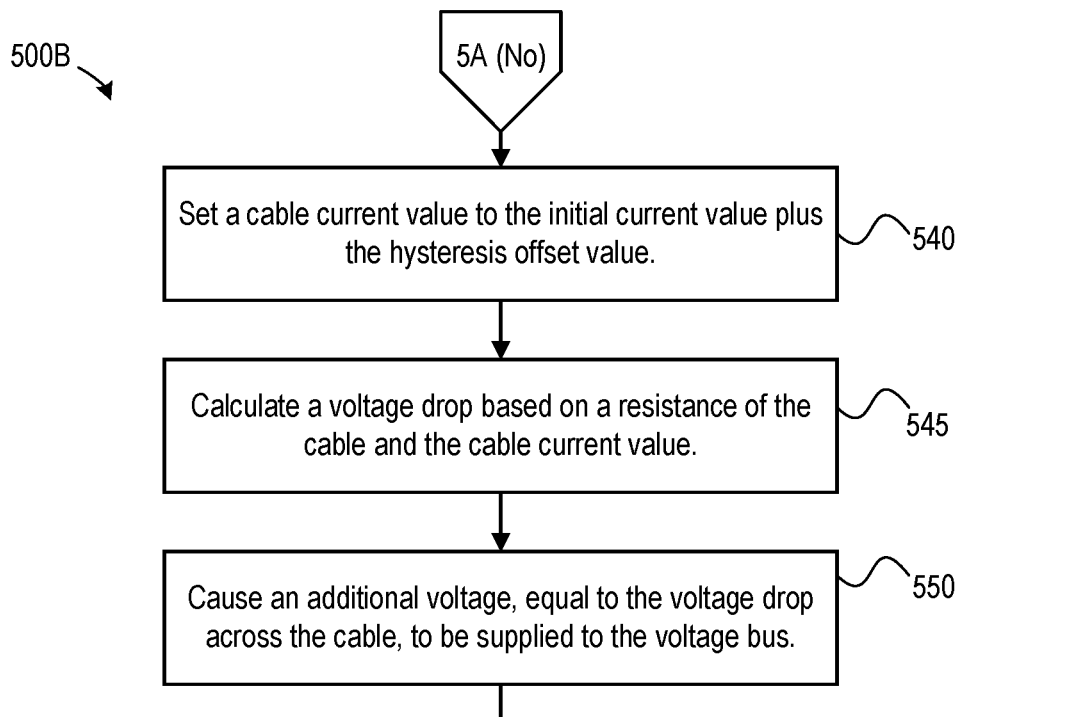 500B
5A (No)
Set a cable current value to the initial current value plus
the hysteresis offset value.
540
Calculate a voltage drop based on a resistance of the
cable and the cable current value.
545
Cause an additional voltage, equal to the voltage drop
across the cable, to be supplied to the voltage bus.
550